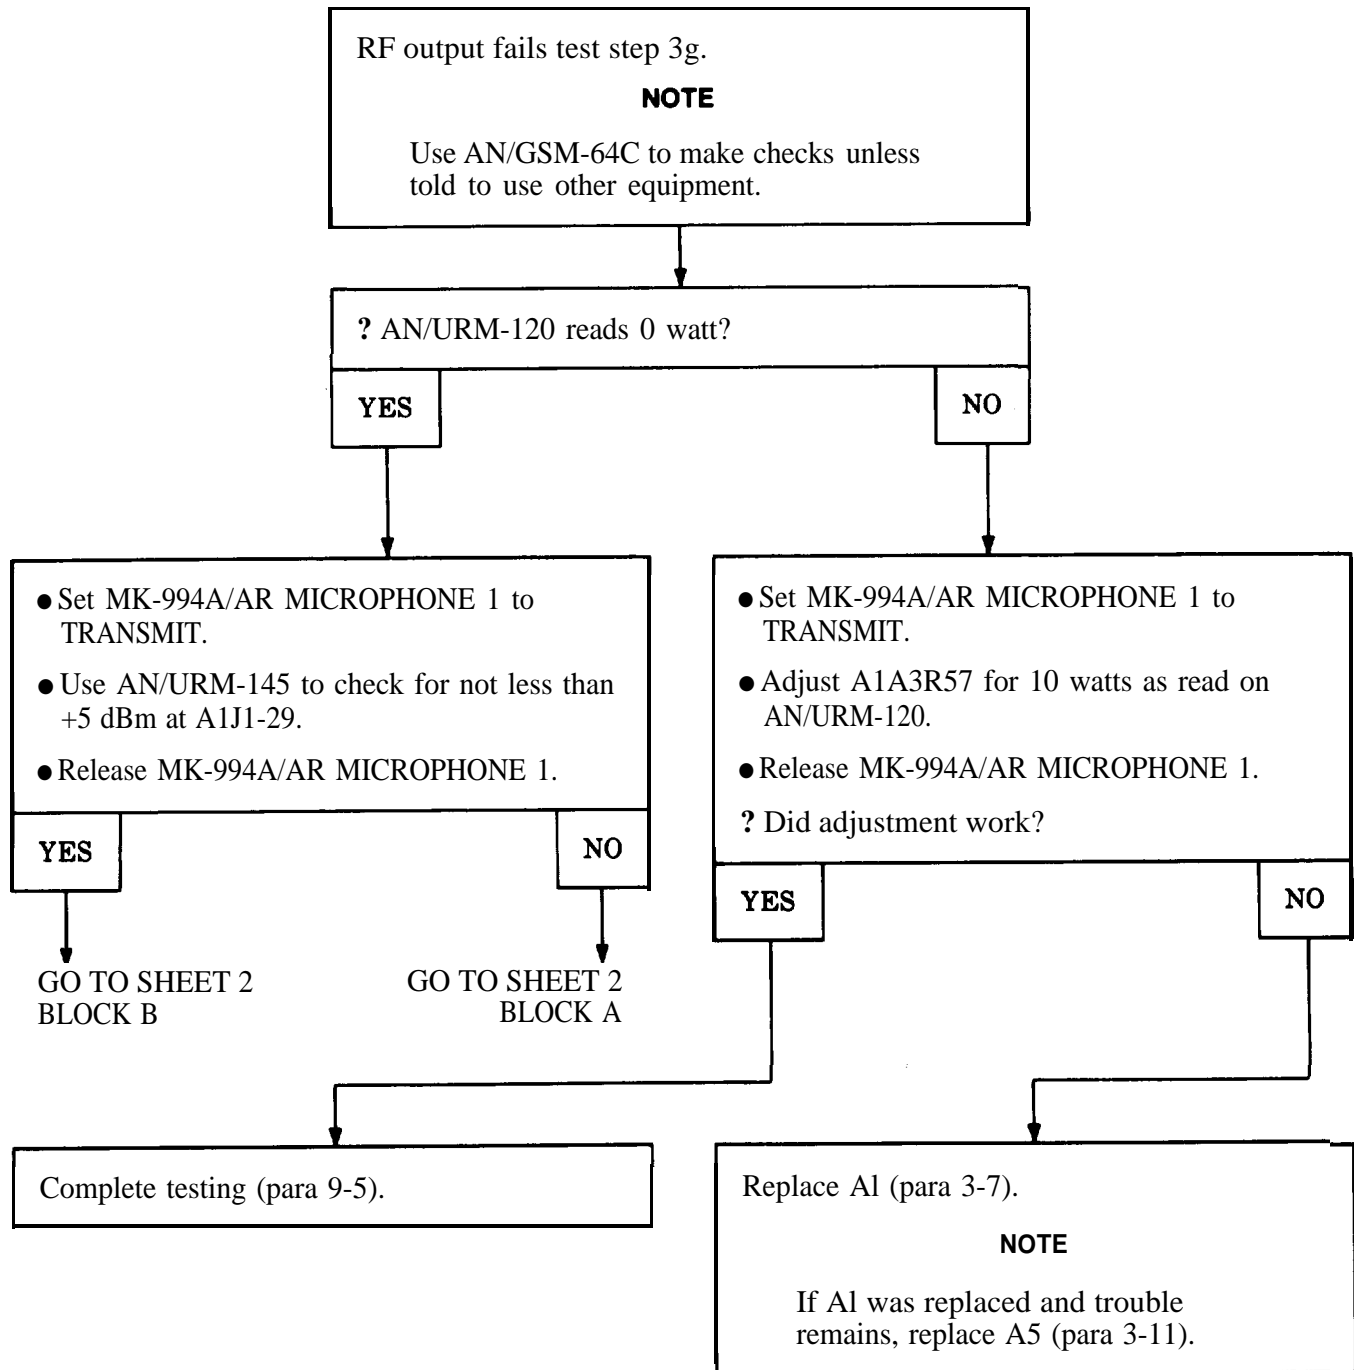 RF output fails test step 3g.
NOTE
Use AN/GSM-64C to make checks unless
told to use other equipment.
? AN/URM-120 reads 0 watt?
YES
NO
● Set MK-994A/AR MICROPHONE 1 to
TRANSMIT.
● Use AN/URM-145 to check for not less than
+5 dBm at A1J1-29.
● Release MK-994A/AR MICROPHONE 1.
YES
NO
GO TO SHEET 2
BLOCK B
GO TO SHEET 2
BLOCK A
● Set MK-994A/AR MICROPHONE 1 to
TRANSMIT.
● Adjust A1A3R57 for 10 watts as read on
AN/URM-120.
● Release MK-994A/AR MICROPHONE 1.
? Did adjustment work?
YES
NO
Complete testing (para 9-5).
Replace Al (para 3-7).
NOTE
If Al was replaced and trouble
remains, replace A5 (para 3-11).